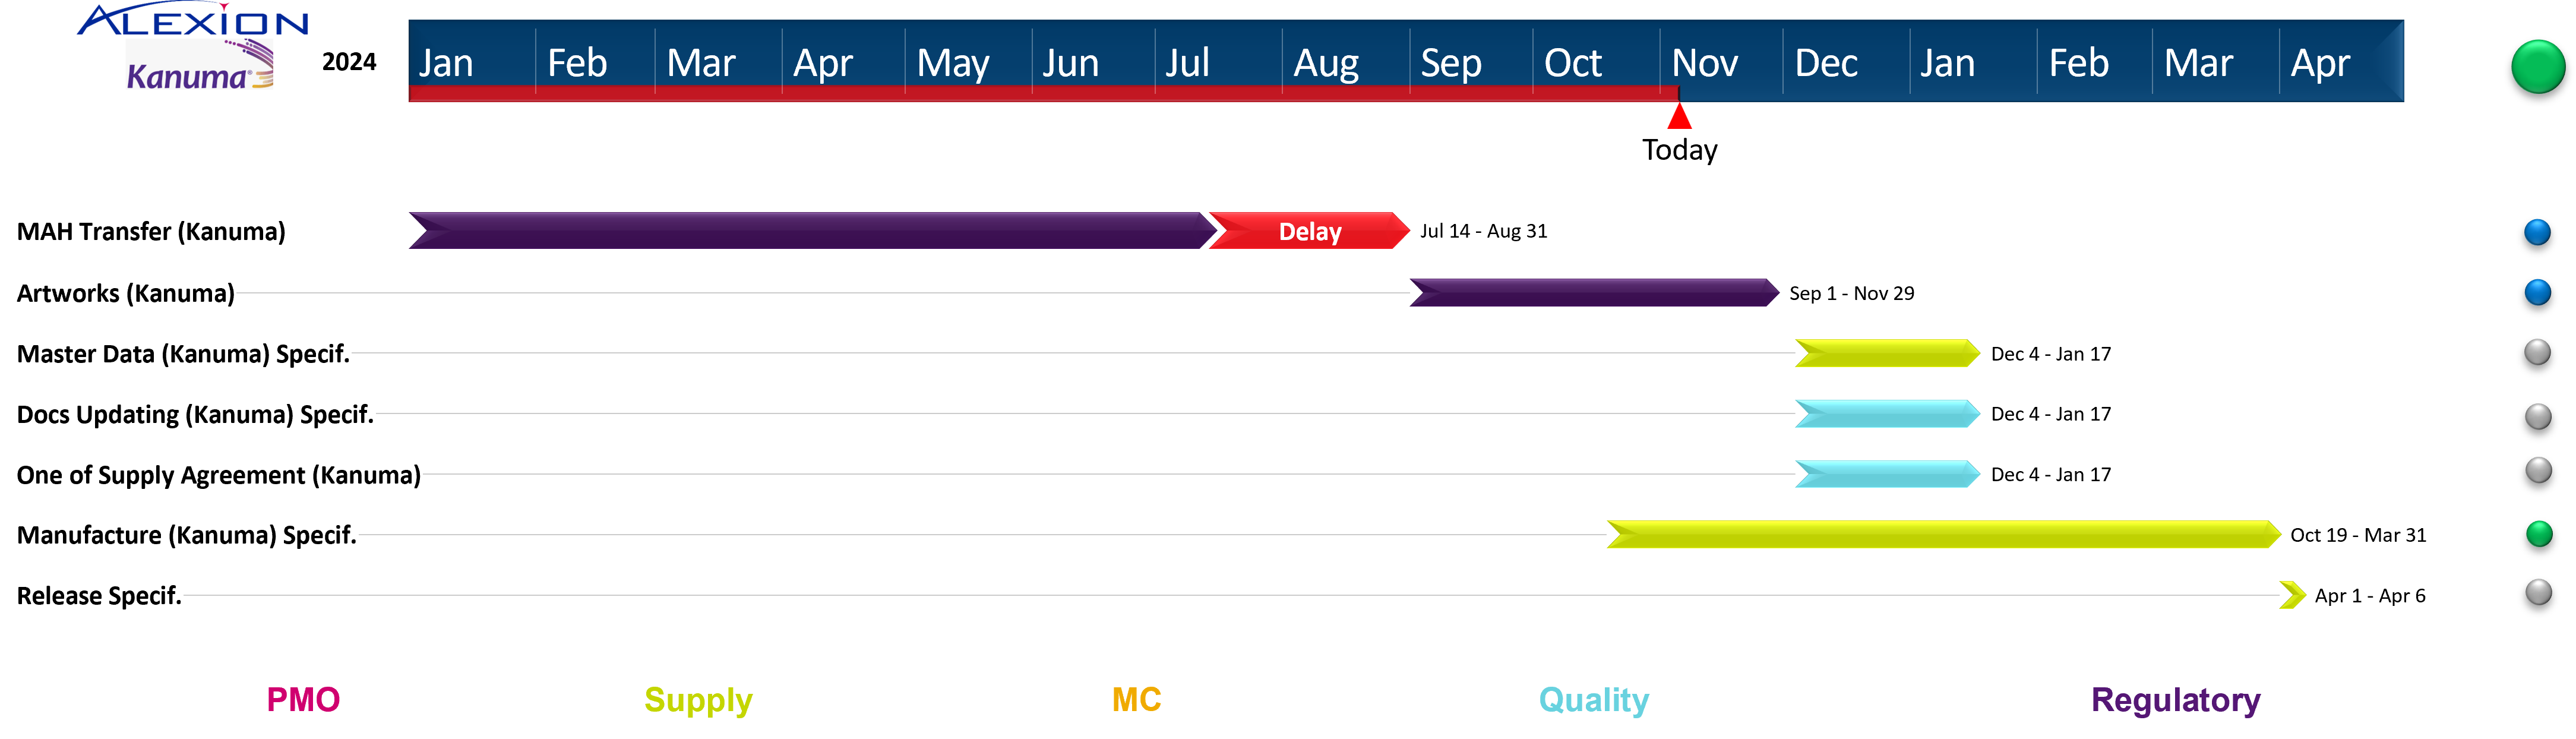 ALEXION
Kanuma®
2024
Jan Feb Mar Apr May Jun Jul Aug Sep Oct Nov Dec Jan Feb Mar Apr
Today
MAH Transfer (Kanuma) Delay Jul 14 - Aug 31
Artworks (Kanuma) Sep 1 - Nov 29
Master Data (Kanuma) Specif. Dec 4 - Jan 17
Docs Updating (Kanuma) Specif. Dec 4 - Jan 17
One of Supply Agreement (Kanuma) Dec 4 - Jan 17
Manufacture (Kanuma) Specif. Oct 19 - Mar 31
Release Specif. Apr 1 - Apr 6
PMO Supply MC Quality Regulatory